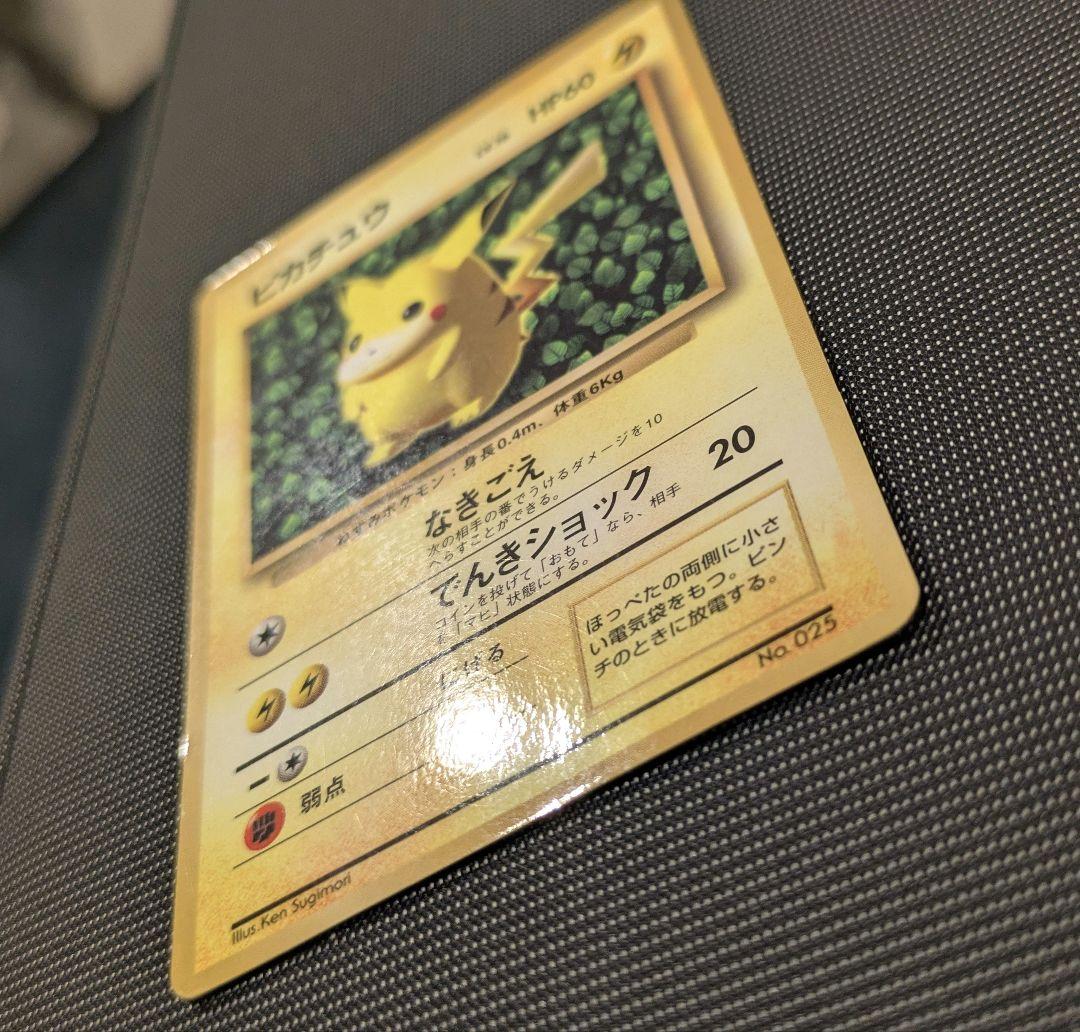 ピカチュウ
HP60
ねずみポケモン：身長0.4m、体重6Kg
なきごえ
次の相手の番でうけるダメージを10
へらすことができる。
でんきショック 20
コインを投げて「おもて」なら、相手
「マヒ」状態にする。
にげる
弱点
ほっぺたの両側に小さ
い電気袋をもつ。ピン
チのときに放電する。
Illus.Ken Sugimori
No.025